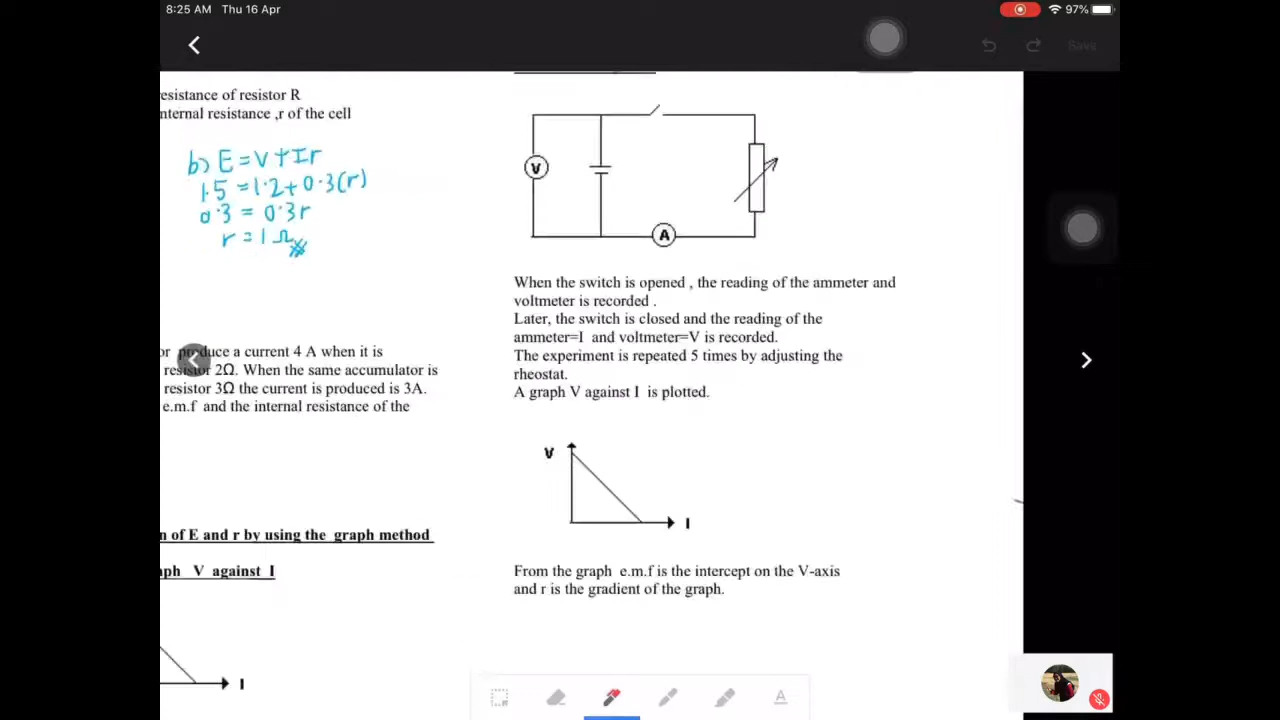 8:25 AM Thu 16 Apr
97%
Save
esistance of resistor R
nternal resistance ,r of the cell
b) E = V + Ir
1.5 = 1.2 + 0.3(r)
0.3 = 0.3r
r = 1 Ω
or produce a current 4 A when it is
resistor 2Ω. When the same accumulator is
resistor 3Ω the current is produced is 3A.
e.m.f and the internal resistance of the
n of E and r by using the graph method
aph V against I
I
V
A
When the switch is opened , the reading of the ammeter and
voltmeter is recorded .
Later, the switch is closed and the reading of the
ammeter=I and voltmeter=V is recorded.
The experiment is repeated 5 times by adjusting the
rheostat.
A graph V against I is plotted.
V
I
From the graph e.m.f is the intercept on the V-axis
and r is the gradient of the graph.
A